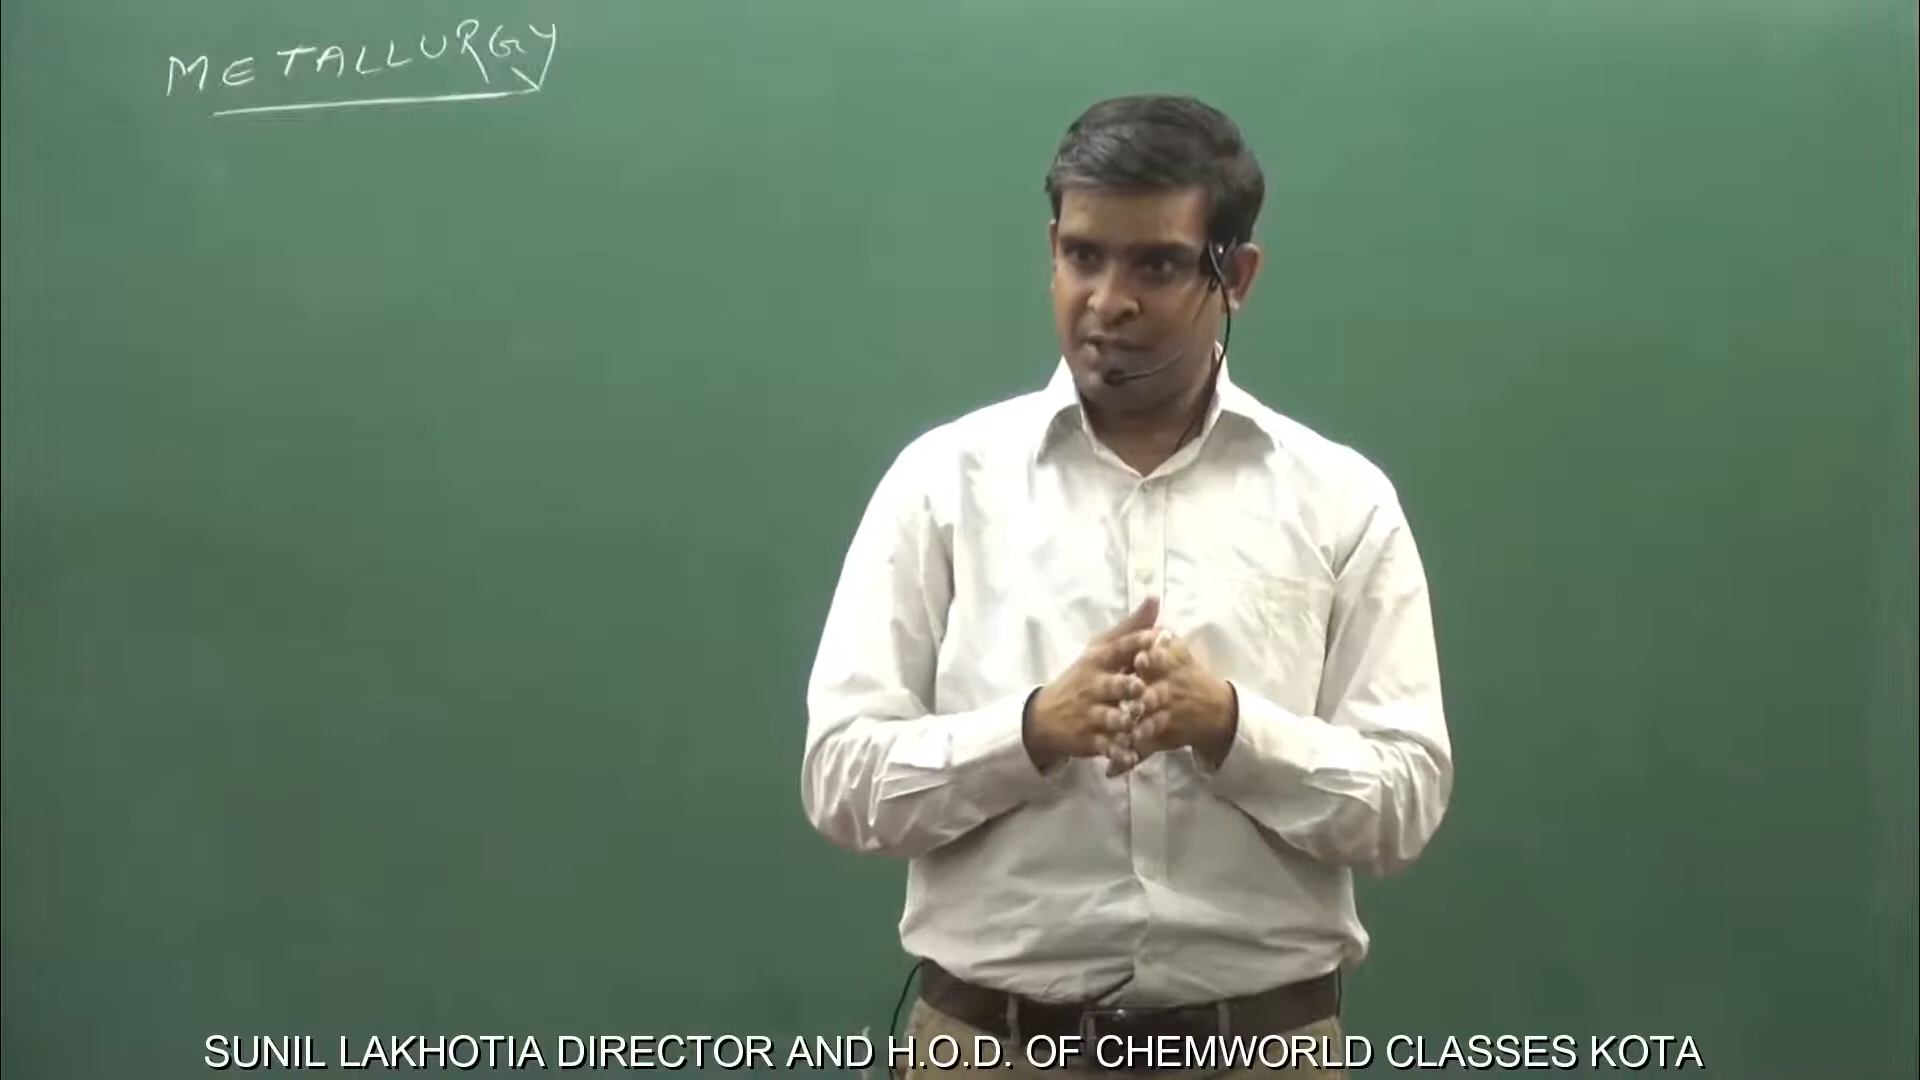 METALLURGY
SUNIL LAKHOTIA DIRECTOR AND H.O.D. OF CHEMWORLD CLASSES KOTA